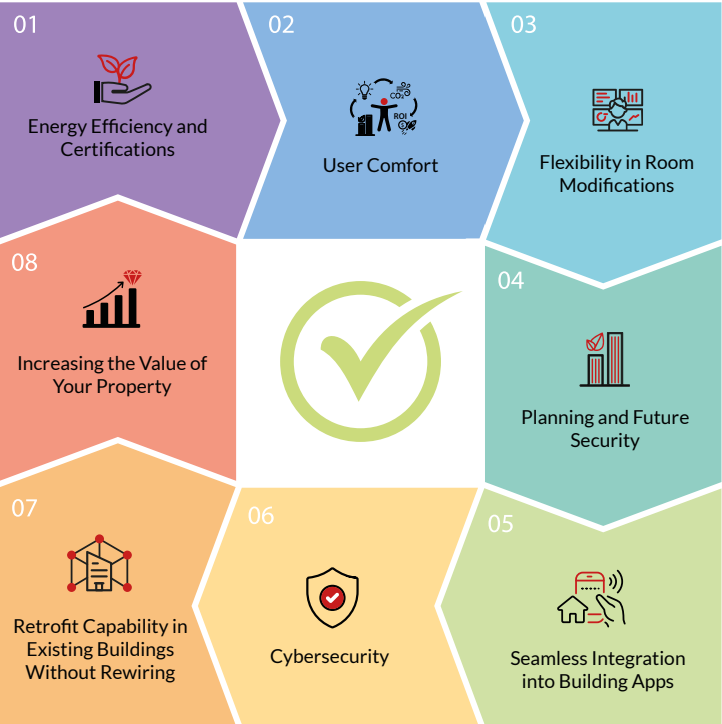 01
Energy Efficiency and
Certifications
02
CO₂
ROI
$
User Comfort
03
Flexibility in Room
Modifications
04
Planning and Future
Security
05
Seamless Integration
into Building Apps
06
Cybersecurity
07
Retrofit Capability in
Existing Buildings
Without Rewiring
08
Increasing the Value of
Your Property